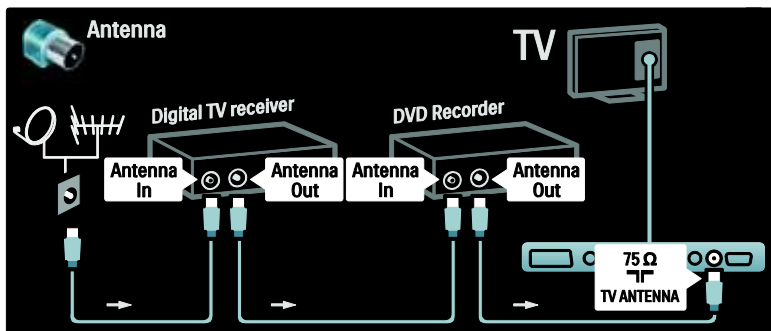 Antenna
TV
Digital TV receiver
DVD Recorder
Antenna
In
Antenna
Out
Antenna
In
Antenna
Out
75 Ω
TV ANTENNA